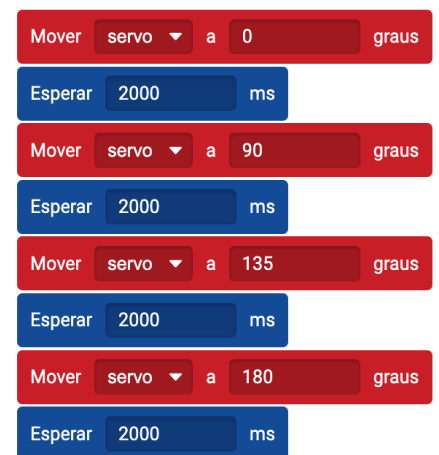 Mover servo a 0 graus
Esperar 2000 ms
Mover servo a 90 graus
Esperar 2000 ms
Mover servo a 135 graus
Esperar 2000 ms
Mover servo a 180 graus
Esperar 2000 ms